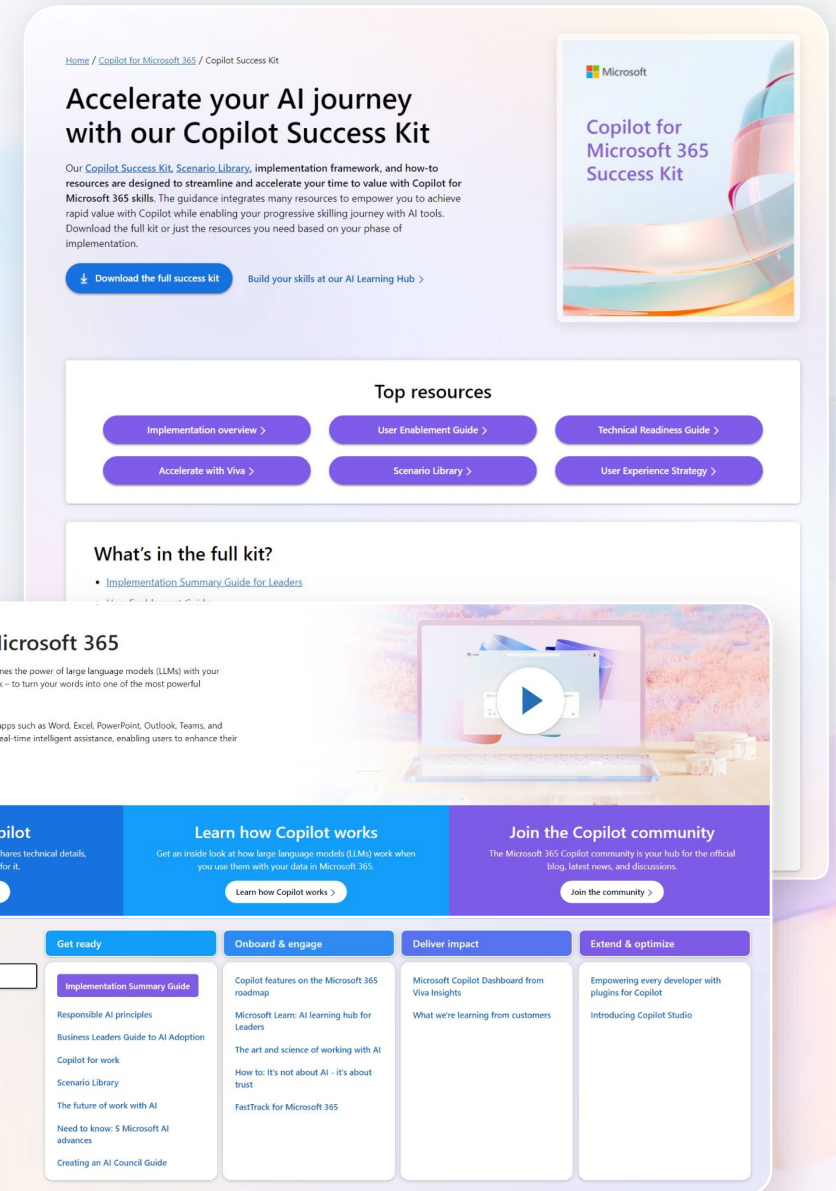 Home / Copilot for Microsoft 365 / Copilot Success Kit
Accelerate your AI journey
with our Copilot Success Kit
Our Copilot Success Kit, Scenario Library, implementation framework, and how-to
resources are designed to streamline and accelerate your time to value with Copilot for
Microsoft 365 skills. The guidance integrates many resources to empower you to achieve
rapid value with Copilot while enabling your progressive skilling journey with AI tools.
Download the full kit or just the resources you need based on your phase of
implementation.
Download the full success kit
Build your skills at our AI Learning Hub >
Microsoft
Copilot for
Microsoft 365
Success Kit
Top resources
Implementation overview >
User Enablement Guide >
Technical Readiness Guide >
Accelerate with Viva >
Scenario Library >
User Experience Strategy >
What's in the full kit?
• Implementation Summary Guide for Leaders
Microsoft 365
nes the power of large language models (LLMs) with your
– to turn your words into one of the most powerful
apps such as Word, Excel, PowerPoint, Outlook, Teams, and
real-time intelligent assistance, enabling users to enhance their
pilot
hares technical details,
for it.
Learn how Copilot works
Get an inside look at how large language models (LLMs) work when
you use them with your data in Microsoft 365.
Learn how Copilot works >
Join the Copilot community
The Microsoft 365 Copilot community is your hub for the official
blog, latest news, and discussions.
Join the community >
Get ready
Implementation Summary Guide
Responsible AI principles
Business Leaders Guide to AI Adoption
Copilot for work
Scenario Library
The future of work with AI
Need to know: 5 Microsoft AI
advances
Creating an AI Council Guide
Onboard & engage
Copilot features on the Microsoft 365
roadmap
Microsoft Learn: AI learning hub for
Leaders
The art and science of working with AI
How to: It's not about AI - it's about
trust
FastTrack for Microsoft 365
Deliver impact
Microsoft Copilot Dashboard from
Viva Insights
What we're learning from customers
Extend & optimize
Empowering every developer with
plugins for Copilot
Introducing Copilot Studio